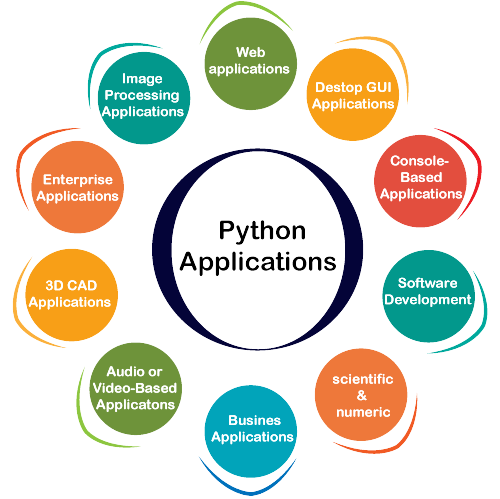 Web
applications
Destop GUI
Applications
Console-
Based
Applications
Software
Development
scientific
&
numeric
Busines
Applications
Audio or
Video-Based
Applicatons
3D CAD
Applications
Enterprise
Applications
Image
Processing
Applications
Python
Applications